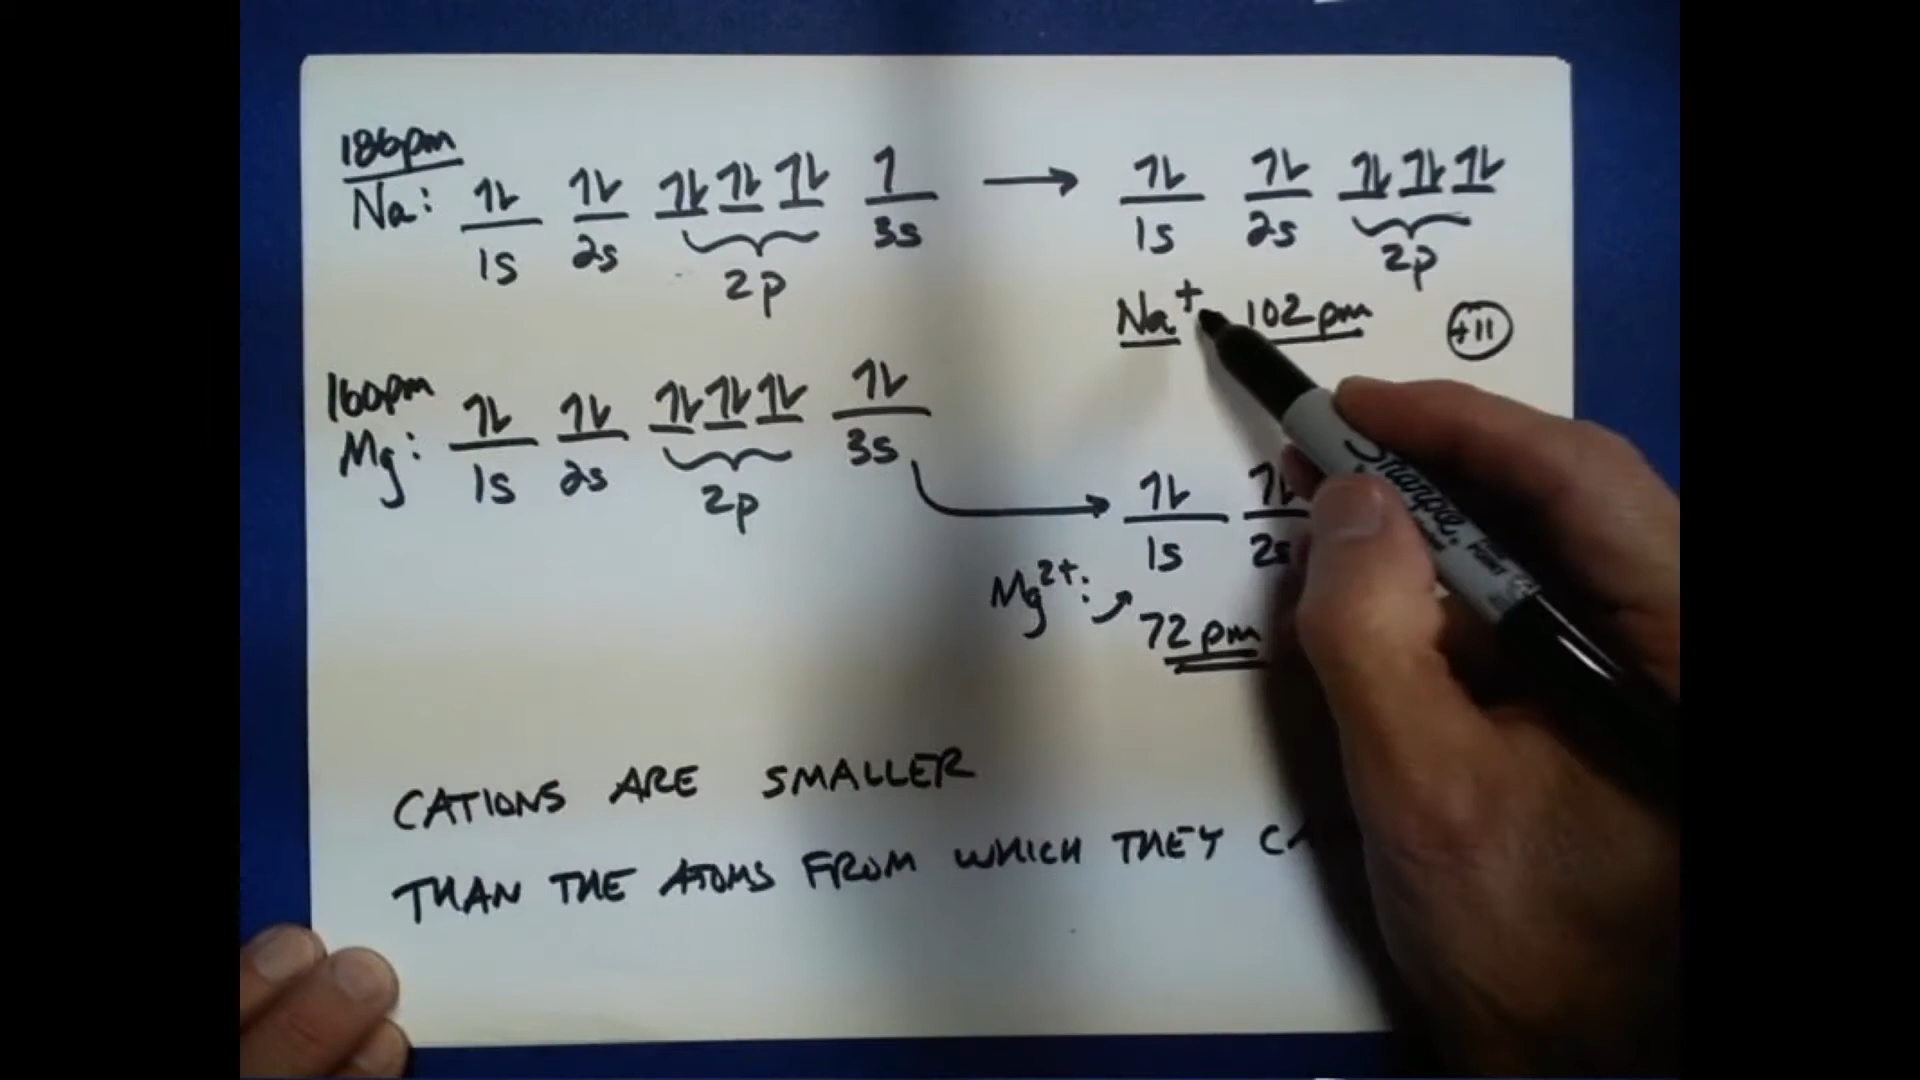 186pm
Na: 1s 2s 2p 3s → 1s 2s 2p
Na+ 102pm +11
160pm
Mg: 1s 2s 2p 3s
1s 2s
Mg2+:
72pm
Sharpie.
CATIONS ARE SMALLER
THAN THE ATOMS FROM WHICH THEY